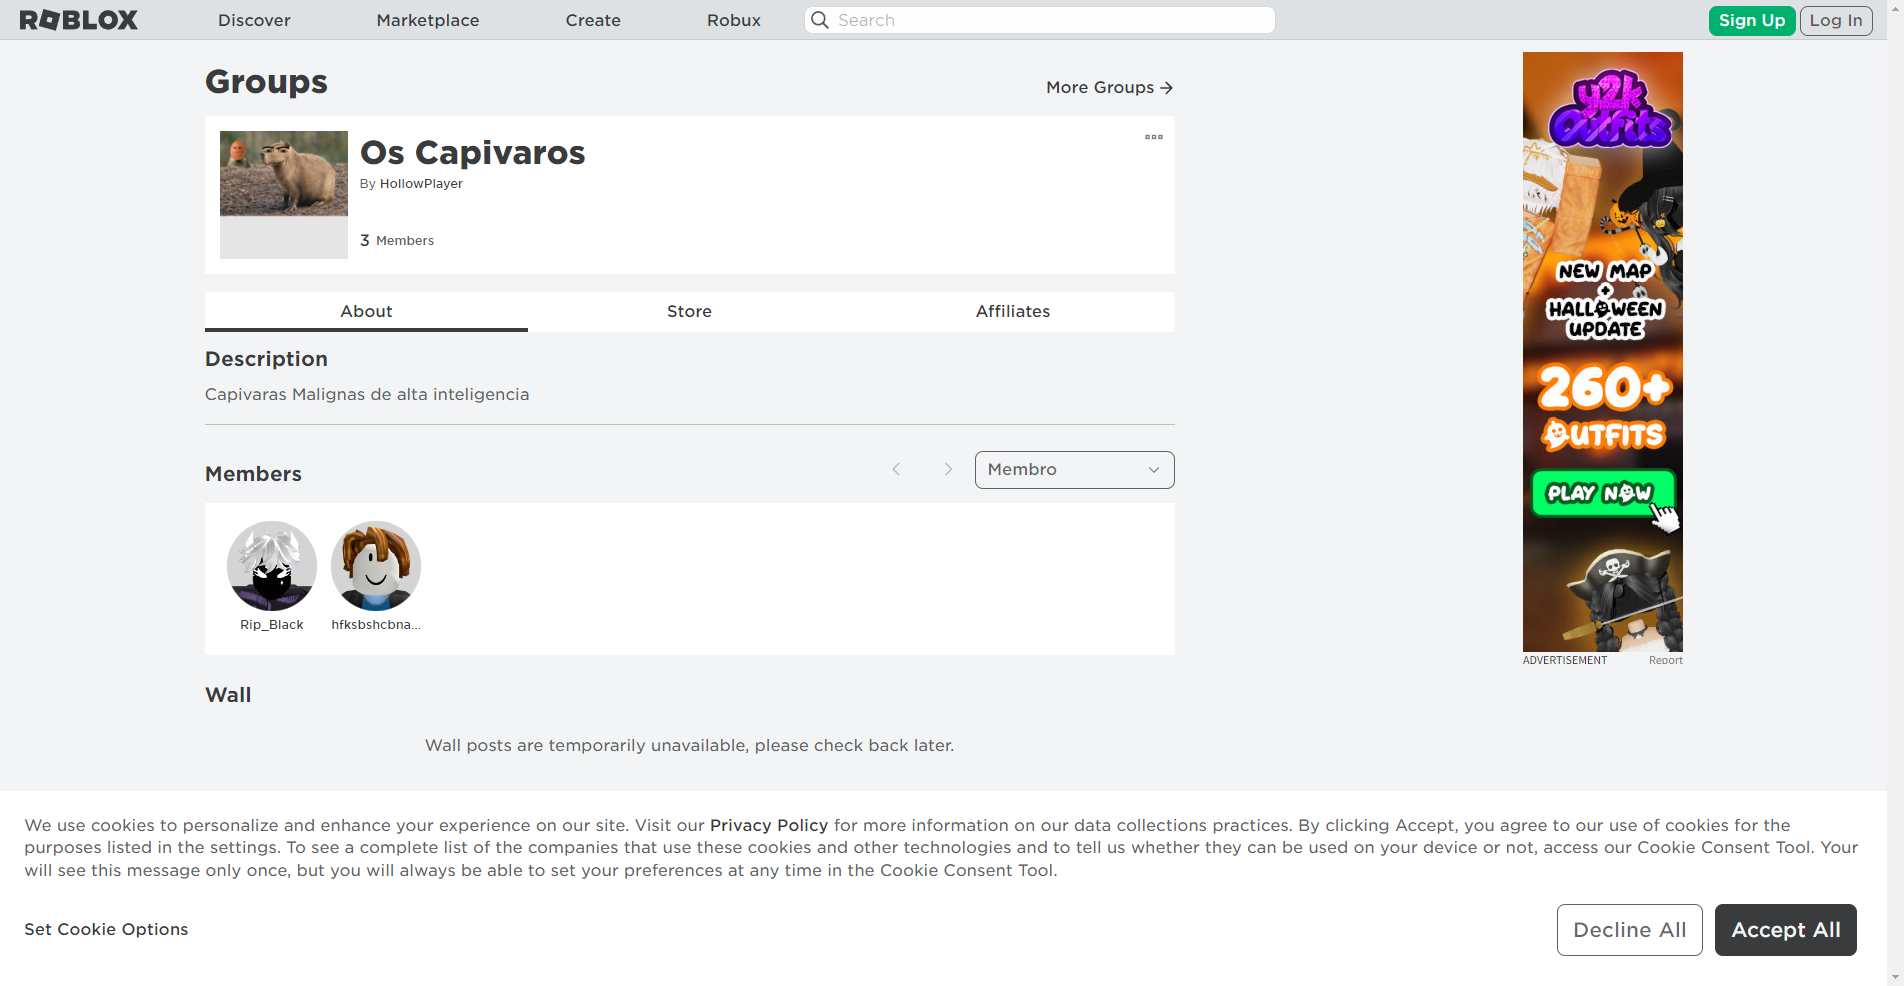 ROBLOX
Discover
Marketplace
Create
Robux
Search
Sign Up
Log In
Groups
More Groups
Os Capivaros
By HollowPlayer
3 Members
About
Store
Affiliates
Description
Capivaras Malignas de alta inteligencia
Members
Membro
Rip_Black
hfksbshcbna...
Wall
Wall posts are temporarily unavailable, please check back later.
y2k
Outfits
NEW MAP
+
HALLOWEEN
UPDATE
260+
OUTFITS
PLAY NOW
ADVERTISEMENT
Report
We use cookies to personalize and enhance your experience on our site. Visit our Privacy Policy for more information on our data collections practices. By clicking Accept, you agree to our use of cookies for the
purposes listed in the settings. To see a complete list of the companies that use these cookies and other technologies and to tell us whether they can be used on your device or not, access our Cookie Consent Tool. Your
will see this message only once, but you will always be able to set your preferences at any time in the Cookie Consent Tool.
Set Cookie Options
Decline All
Accept All